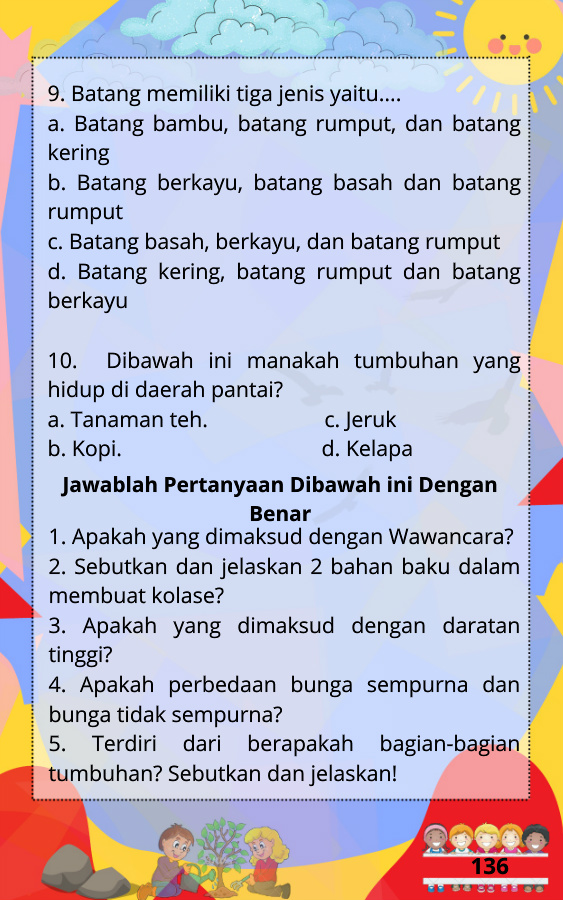 9. Batang memiliki tiga jenis yaitu....
a. Batang bambu, batang rumput, dan batang
kering
b. Batang berkayu, batang basah dan batang
rumput
c. Batang basah, berkayu, dan batang rumput
d. Batang kering, batang rumput dan batang
berkayu
10. Dibawah ini manakah tumbuhan yang
hidup di daerah pantai?
a. Tanaman teh. c. Jeruk
b. Kopi. d. Kelapa
Jawablah Pertanyaan Dibawah ini Dengan
Benar
1. Apakah yang dimaksud dengan Wawancara?
2. Sebutkan dan jelaskan 2 bahan baku dalam
membuat kolase?
3. Apakah yang dimaksud dengan daratan
tinggi?
4. Apakah perbedaan bunga sempurna dan
bunga tidak sempurna?
5. Terdiri dari berapakah bagian-bagian
tumbuhan? Sebutkan dan jelaskan!
136